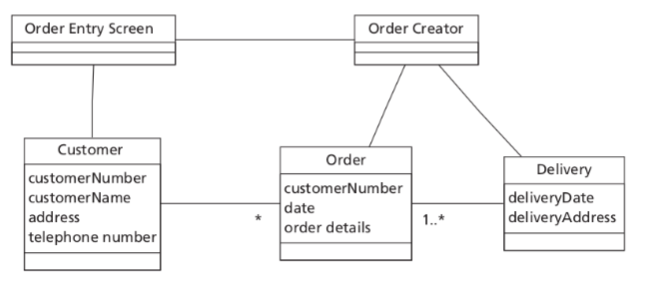 Order Entry Screen
Order Creator
Customer
customerNumber
customerName
address
telephone number
*
Order
customerNumber
date
order details
1..*
Delivery
deliveryDate
deliveryAddress